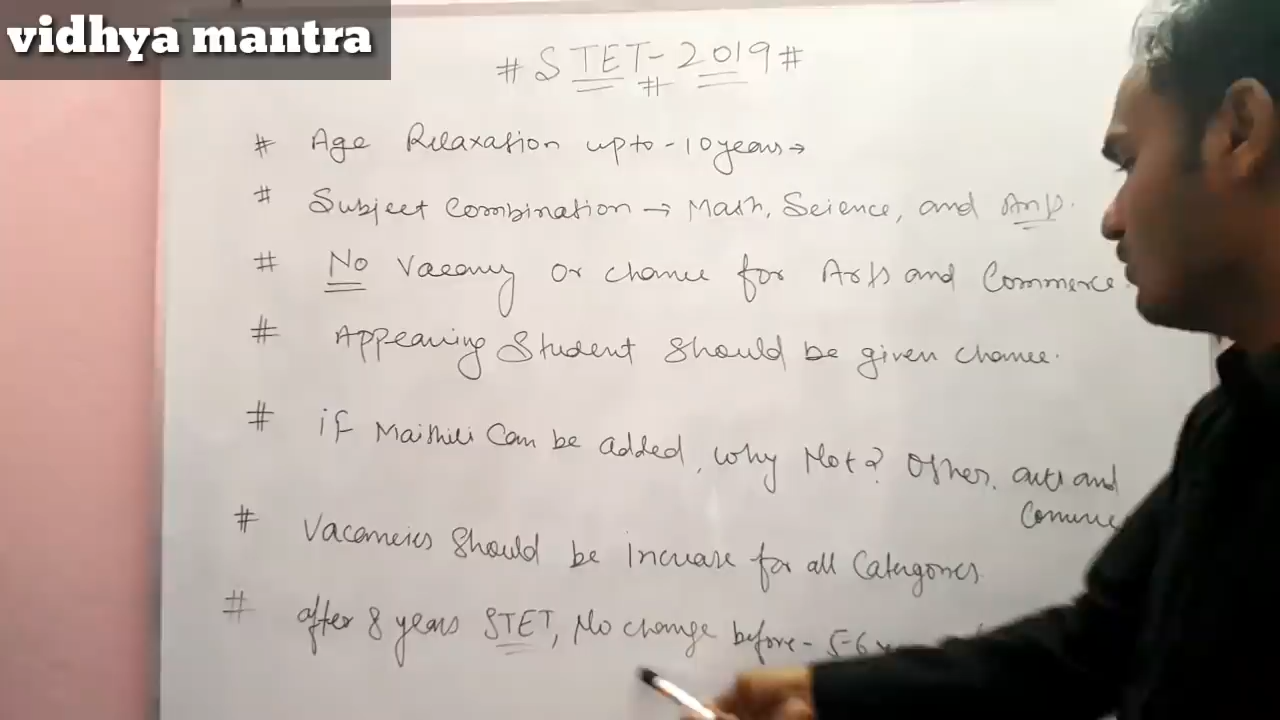 vidhya mantra
# STET-2019 #
#
# Age Relaxation upto - 10 years →
# Subject Combination → Math, Science, and
# No Vacancy or chance for Arts and Commerce.
# Appearing Student Should be given chance.
# if Maithili Can be added, why Not? Other. arts and
Commerce
# Vacancies Should be increase for all Categories
# after 8 years STET, No change before - 5-6